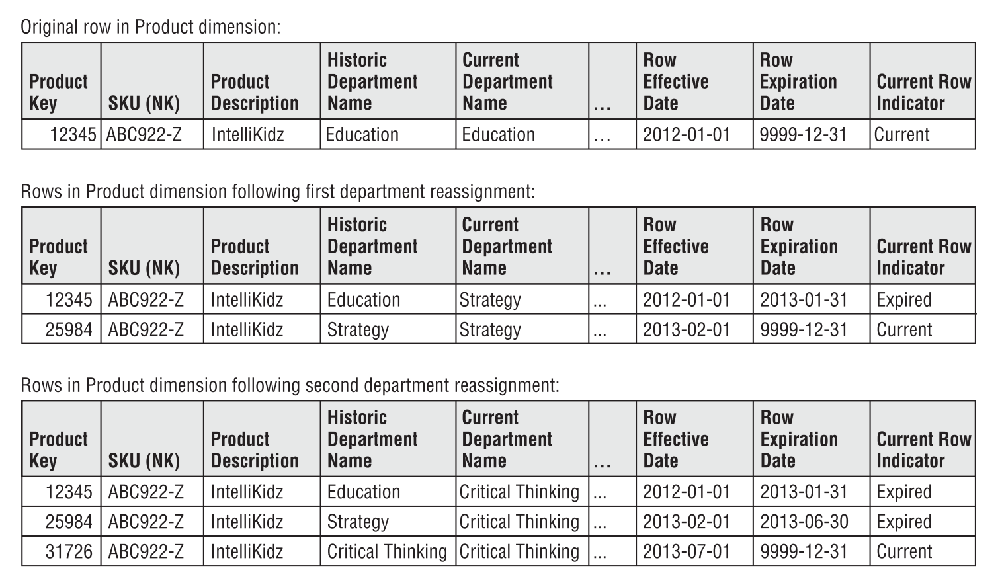 Original row in Product dimension:
Product Key SKU (NK) Product Description Historic Department Name Current Department Name ... Row Effective Date Row Expiration Date Current Row Indicator
12345 ABC922-Z IntelliKidz Education Education ... 2012-01-01 9999-12-31 Current
Rows in Product dimension following first department reassignment:
Product Key SKU (NK) Product Description Historic Department Name Current Department Name ... Row Effective Date Row Expiration Date Current Row Indicator
12345 ABC922-Z IntelliKidz Education Strategy ... 2012-01-01 2013-01-31 Expired
25984 ABC922-Z IntelliKidz Strategy Strategy ... 2013-02-01 9999-12-31 Current
Rows in Product dimension following second department reassignment:
Product Key SKU (NK) Product Description Historic Department Name Current Department Name ... Row Effective Date Row Expiration Date Current Row Indicator
12345 ABC922-Z IntelliKidz Education Critical Thinking ... 2012-01-01 2013-01-31 Expired
25984 ABC922-Z IntelliKidz Strategy Critical Thinking ... 2013-02-01 2013-06-30 Expired
31726 ABC922-Z IntelliKidz Critical Thinking Critical Thinking ... 2013-07-01 9999-12-31 Current